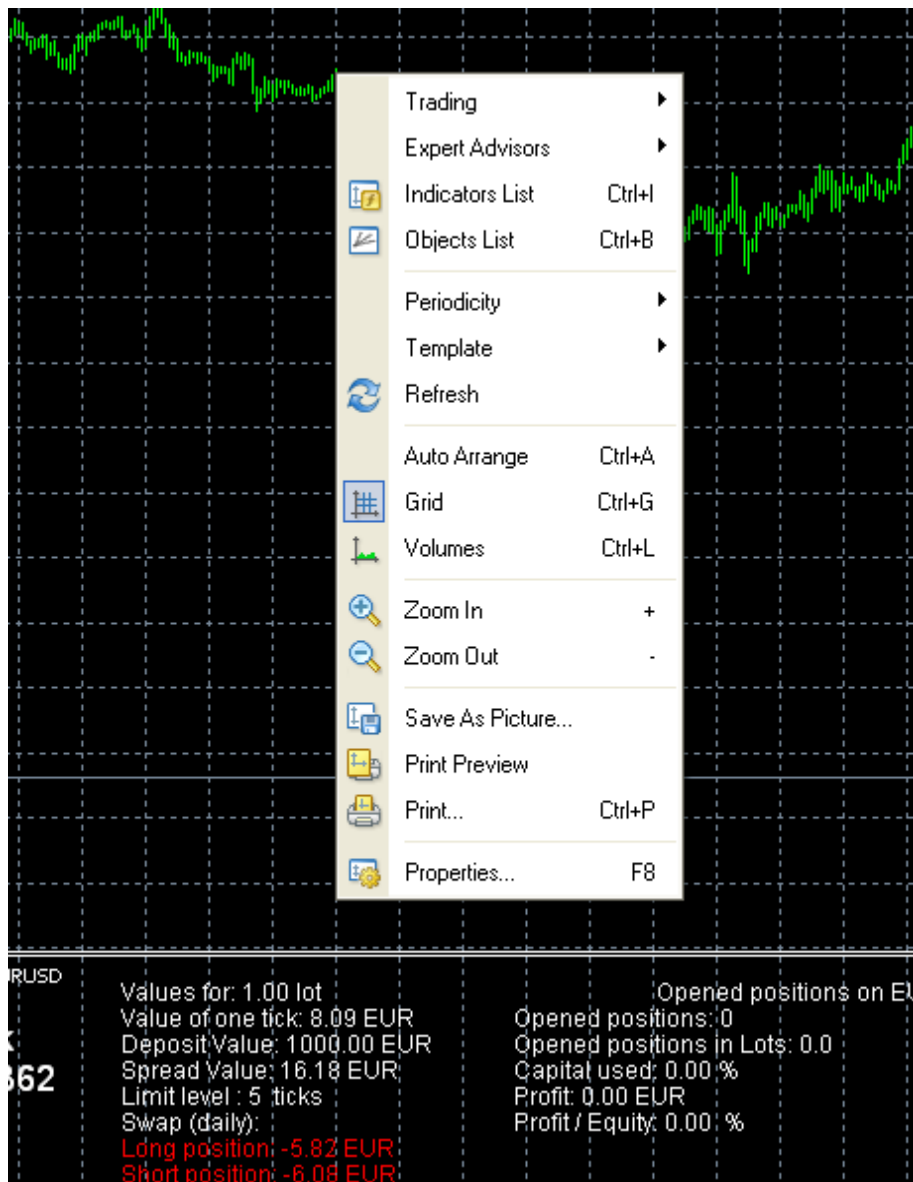 Trading
Expert Advisors
Indicators List Ctrl+I
Objects List Ctrl+B
Periodicity
Template
Refresh
Auto Arrange Ctrl+A
Grid Ctrl+G
Volumes Ctrl+L
Zoom In +
Zoom Out -
Save As Picture...
Print Preview
Print... Ctrl+P
Properties... F8
RUSD
362
Values for: 1.00 lot
Value of one tick: 8.09 EUR
Deposit Value: 1000.00 EUR
Spread Value: 16.18 EUR
Limit level : 5 ticks
Swap (daily):
Long position: -5.82 EUR
Short position: -6.08 EUR
Opened positions on
Opened positions: 0
Opened positions in Lots: 0.0
Capital used: 0.00 %
Profit: 0.00 EUR
Profit / Equity: 0.00 %